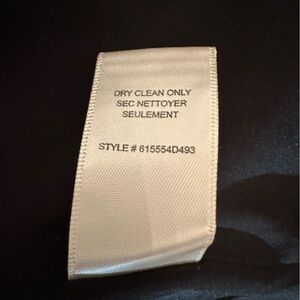 DRY CLEAN ONLY
SEC NETTOYER
SEULEMENT
STYLE # 615554D493